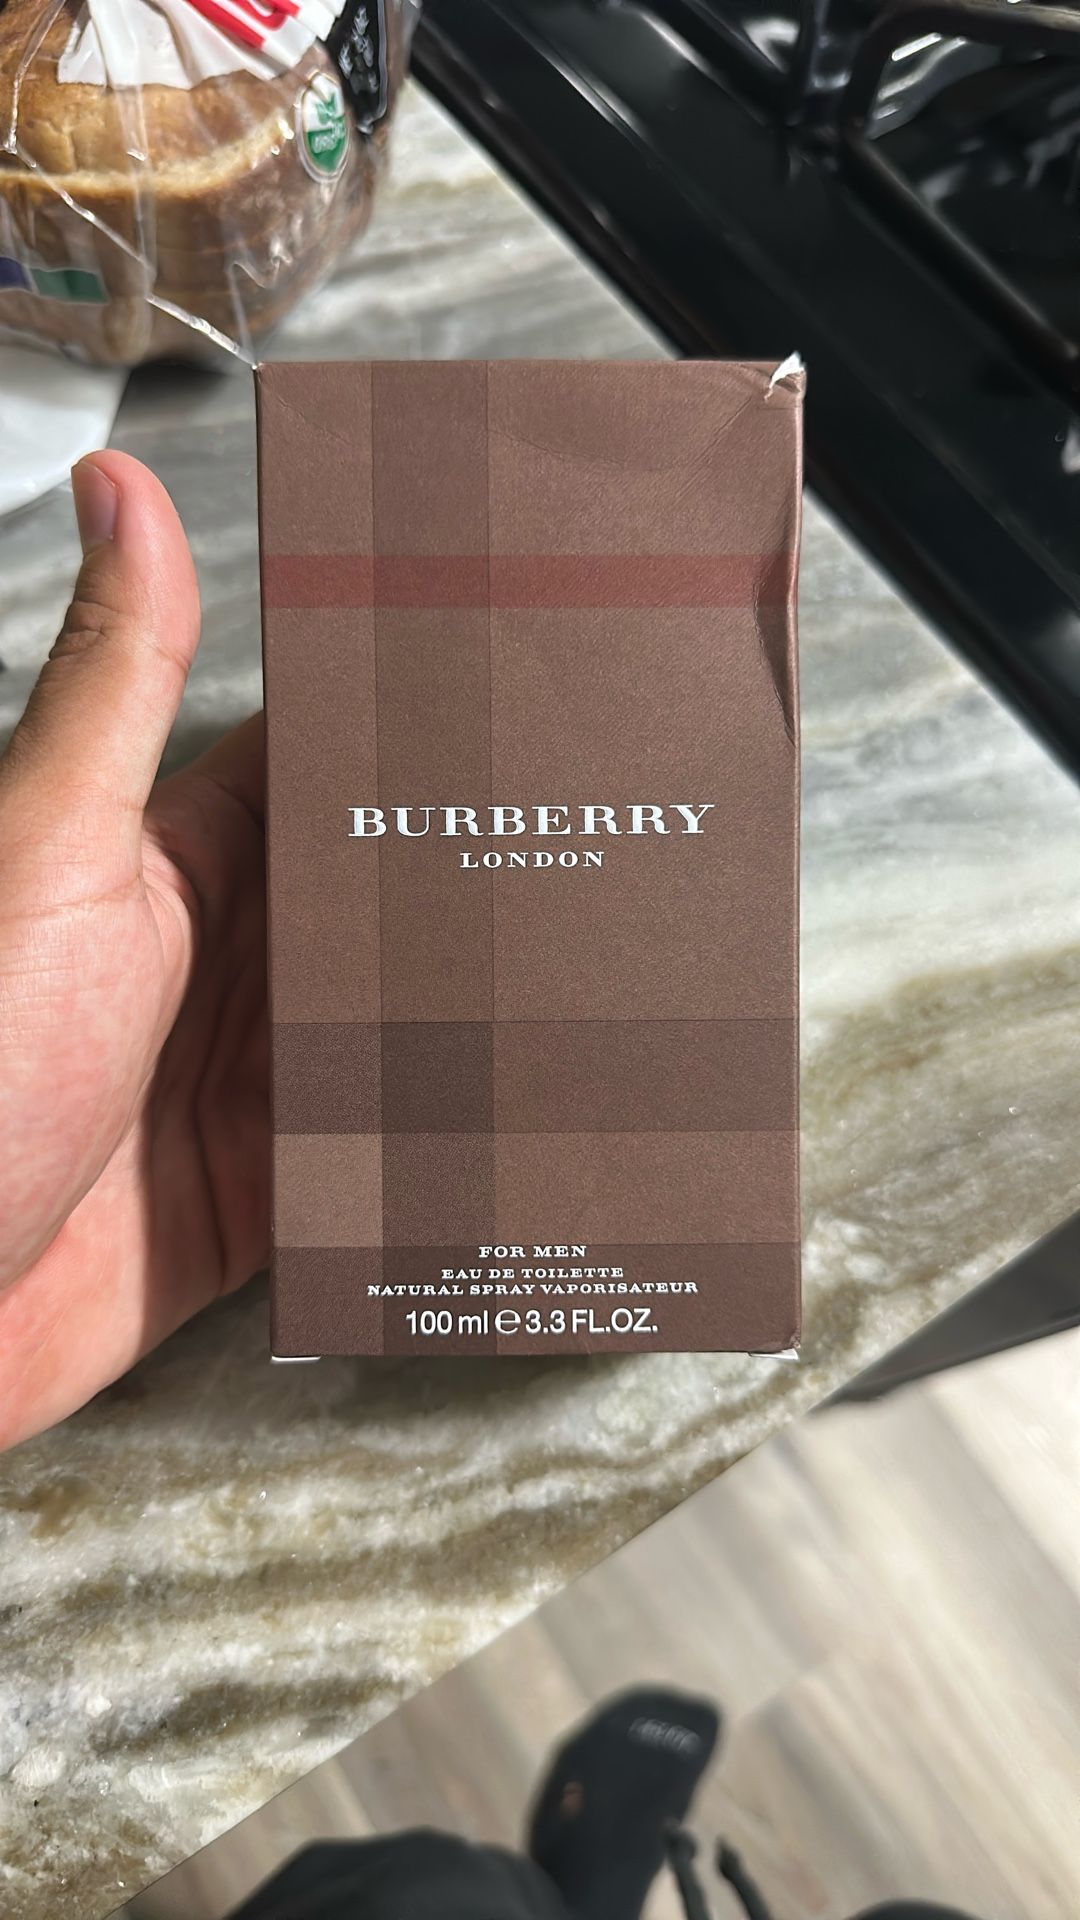 BURBERRY
LONDON
FOR MEN
EAU DE TOILETTE
NATURAL SPRAY VAPORISATEUR
100 ml ℮ 3.3 FL.OZ.